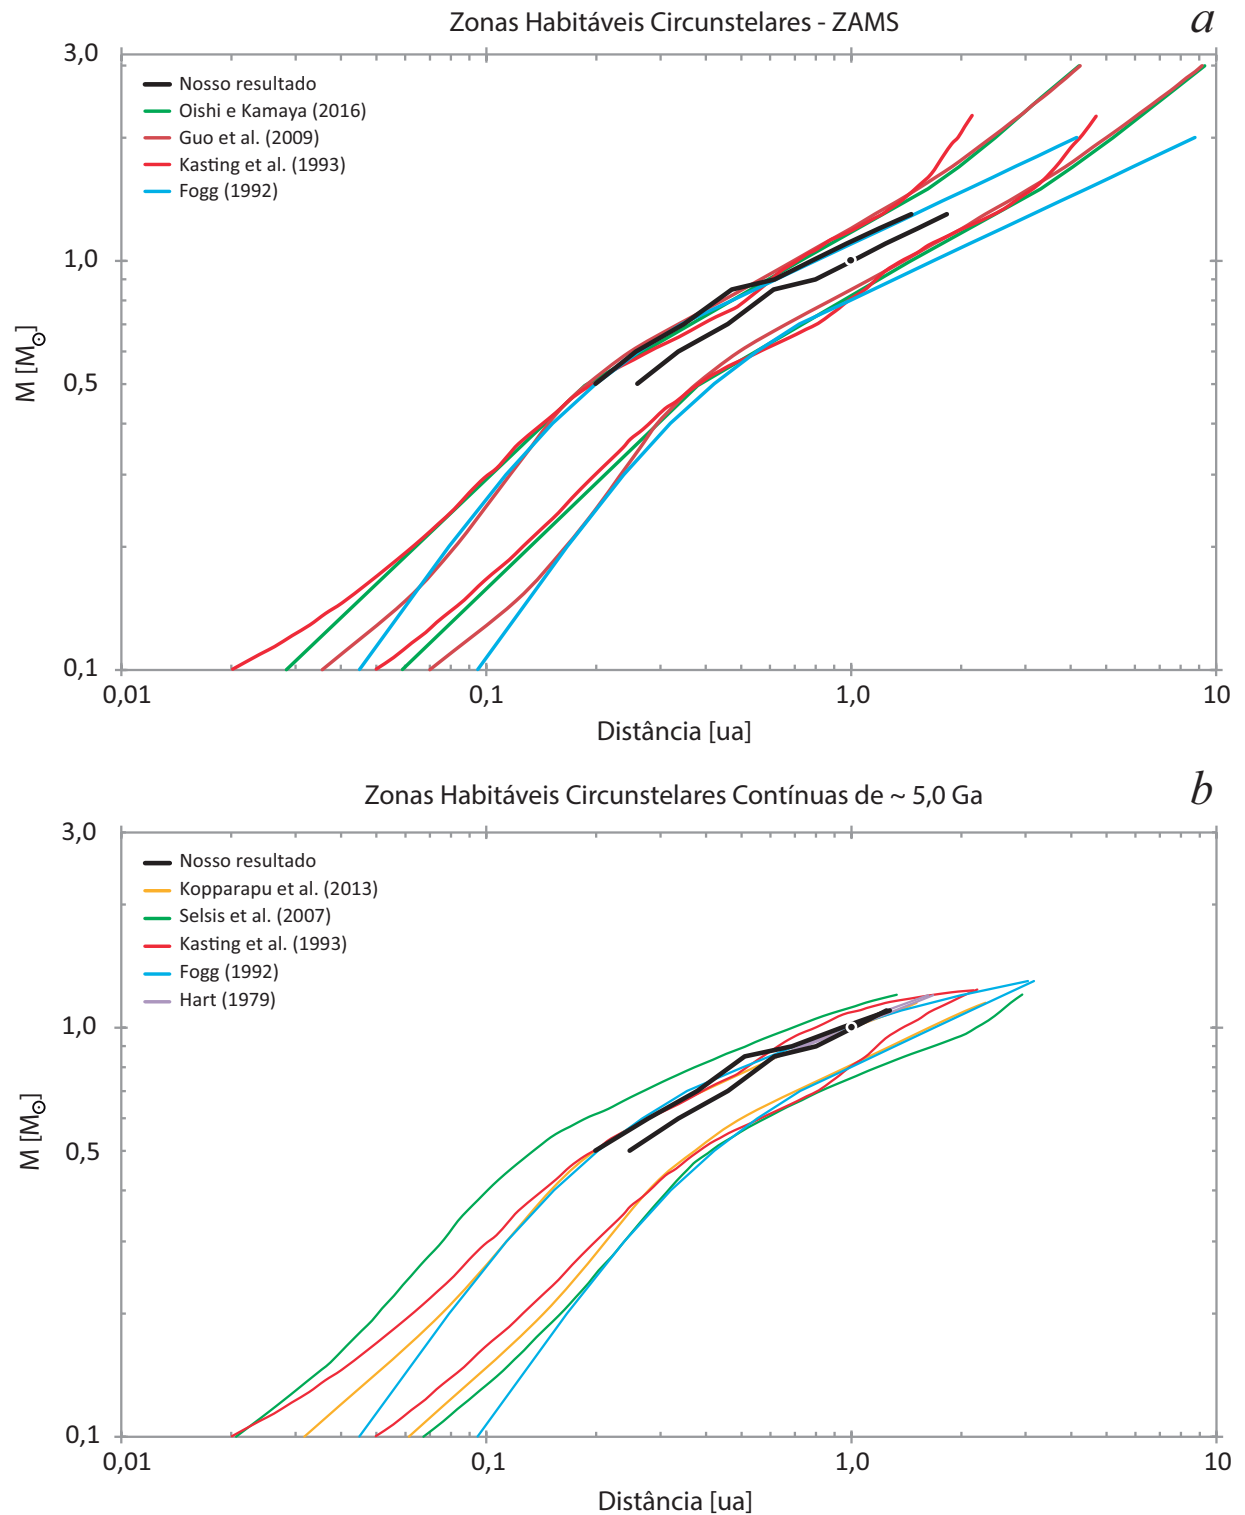 Zonas Habitáveis Circunstelares - ZAMS
a
3,0
Nosso resultado
Oishi e Kamaya (2016)
Guo et al. (2009)
Kasting et al. (1993)
Fogg (1992)
1,0
M [M☉]
0,5
0,1
0,01
0,1
1,0
10
Distância [ua]
Zonas Habitáveis Circunstelares Contínuas de ~ 5,0 Ga
b
3,0
Nosso resultado
Kopparapu et al. (2013)
Selsis et al. (2007)
Kasting et al. (1993)
Fogg (1992)
Hart (1979)
1,0
M [M☉]
0,5
0,1
0,01
0,1
1,0
10
Distância [ua]